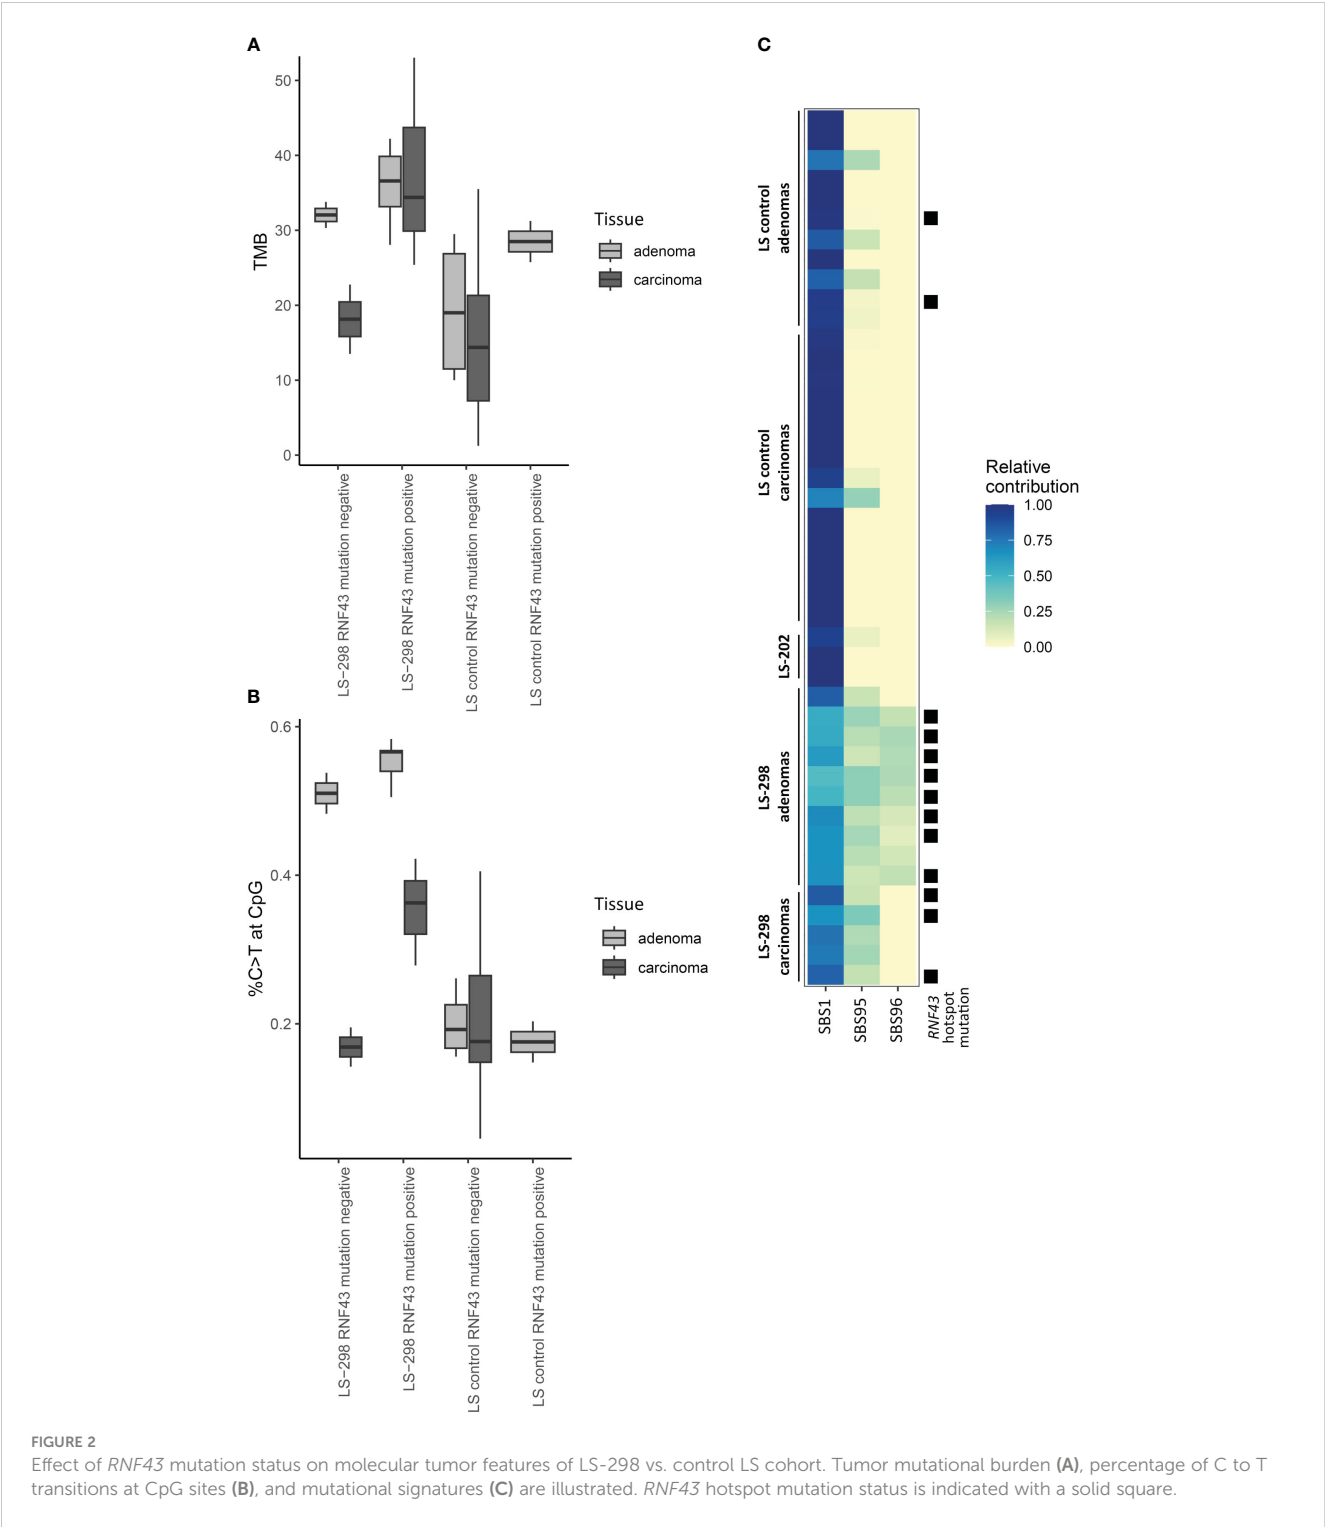 A
50
40
30
20
10
0
TMB
LS−298 RNF43 mutation negative
LS−298 RNF43 mutation positive
LS control RNF43 mutation negative
LS control RNF43 mutation positive
Tissue
adenoma
carcinoma
B
0.6
0.4
0.2
%C>T at CpG
LS−298 RNF43 mutation negative
LS−298 RNF43 mutation positive
LS control RNF43 mutation negative
LS control RNF43 mutation positive
Tissue
adenoma
carcinoma
C
LS control
adenomas
LS control
carcinomas
LS-202
LS-298
adenomas
LS-298
carcinomas
SBS1
SBS95
SBS96
RNF43
hotspot
mutation
Relative
contribution
1.00
0.75
0.50
0.25
0.00
FIGURE 2
Effect of RNF43 mutation status on molecular tumor features of LS-298 vs. control LS cohort. Tumor mutational burden (A), percentage of C to T
transitions at CpG sites (B), and mutational signatures (C) are illustrated. RNF43 hotspot mutation status is indicated with a solid square.